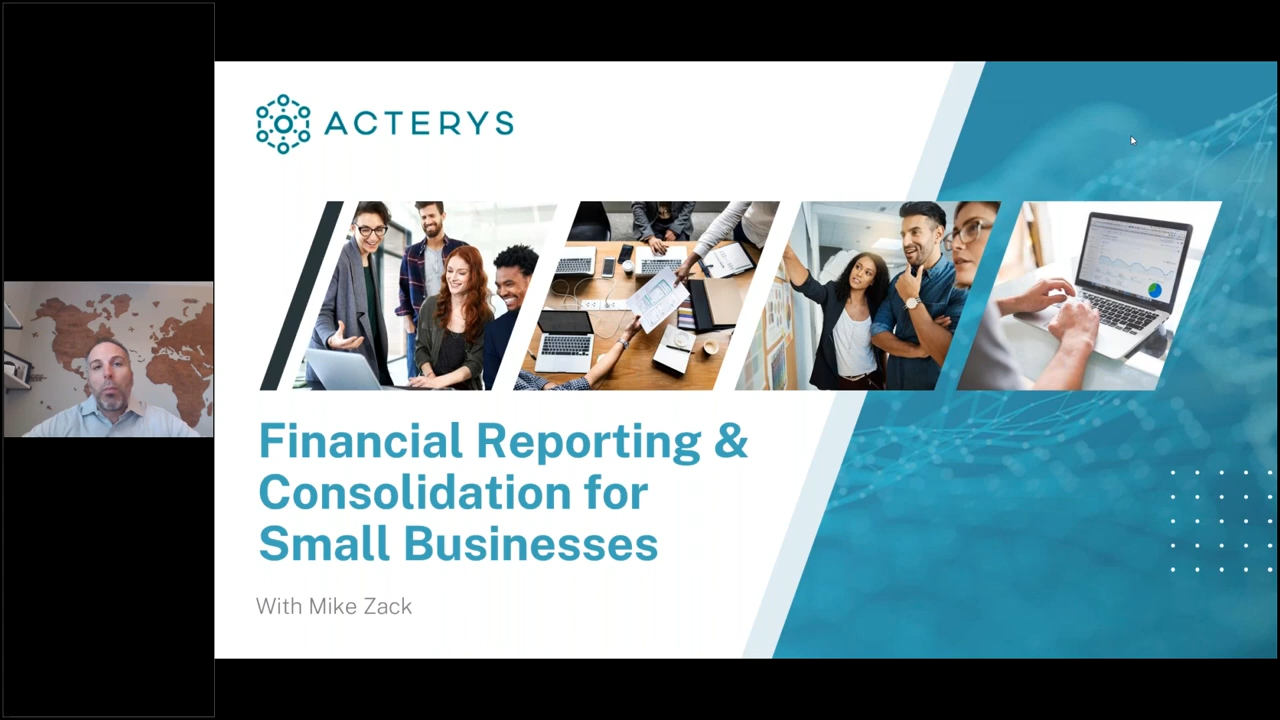 ACTERYS
Financial Reporting &
Consolidation for
Small Businesses
With Mike Zack